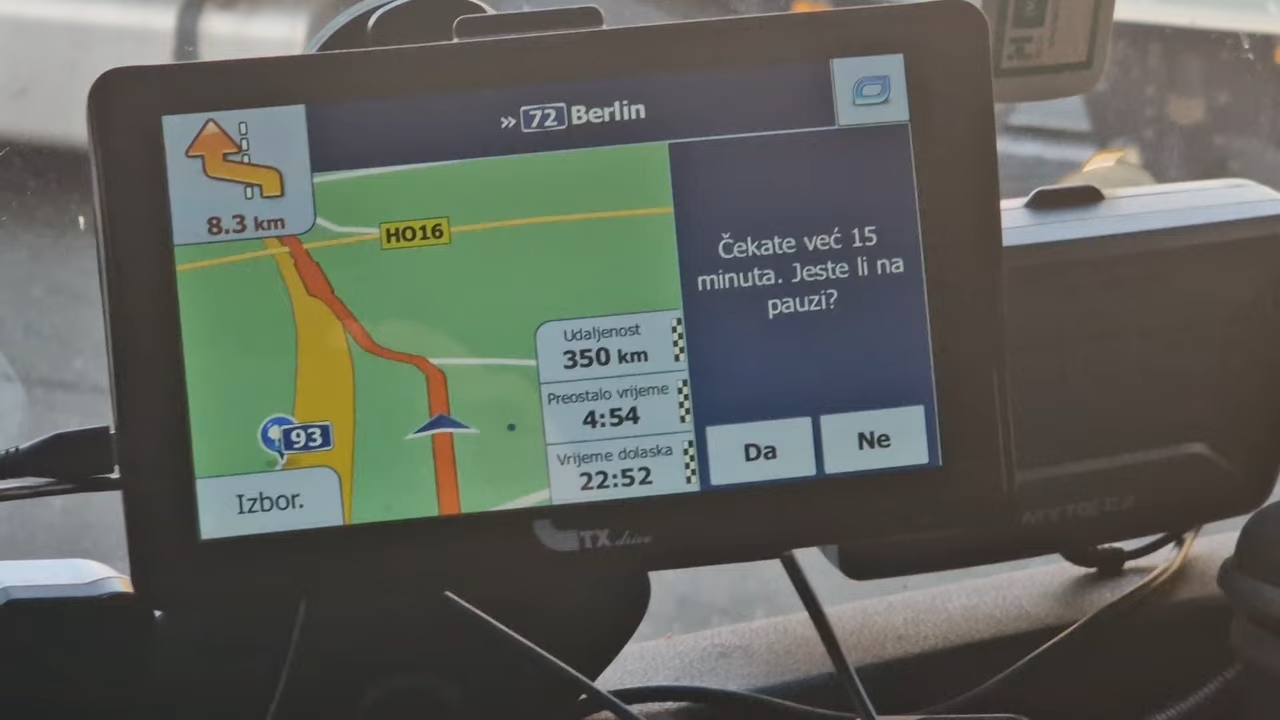 » 72 Berlin
8.3 km
HO16
Čekate već 15
minuta. Jeste li na
pauzi?
Udaljenost
350 km
Preostalo vrijeme
4:54
Vrijeme dolaska
22:52
93
Izbor.
Da
Ne
TX drive